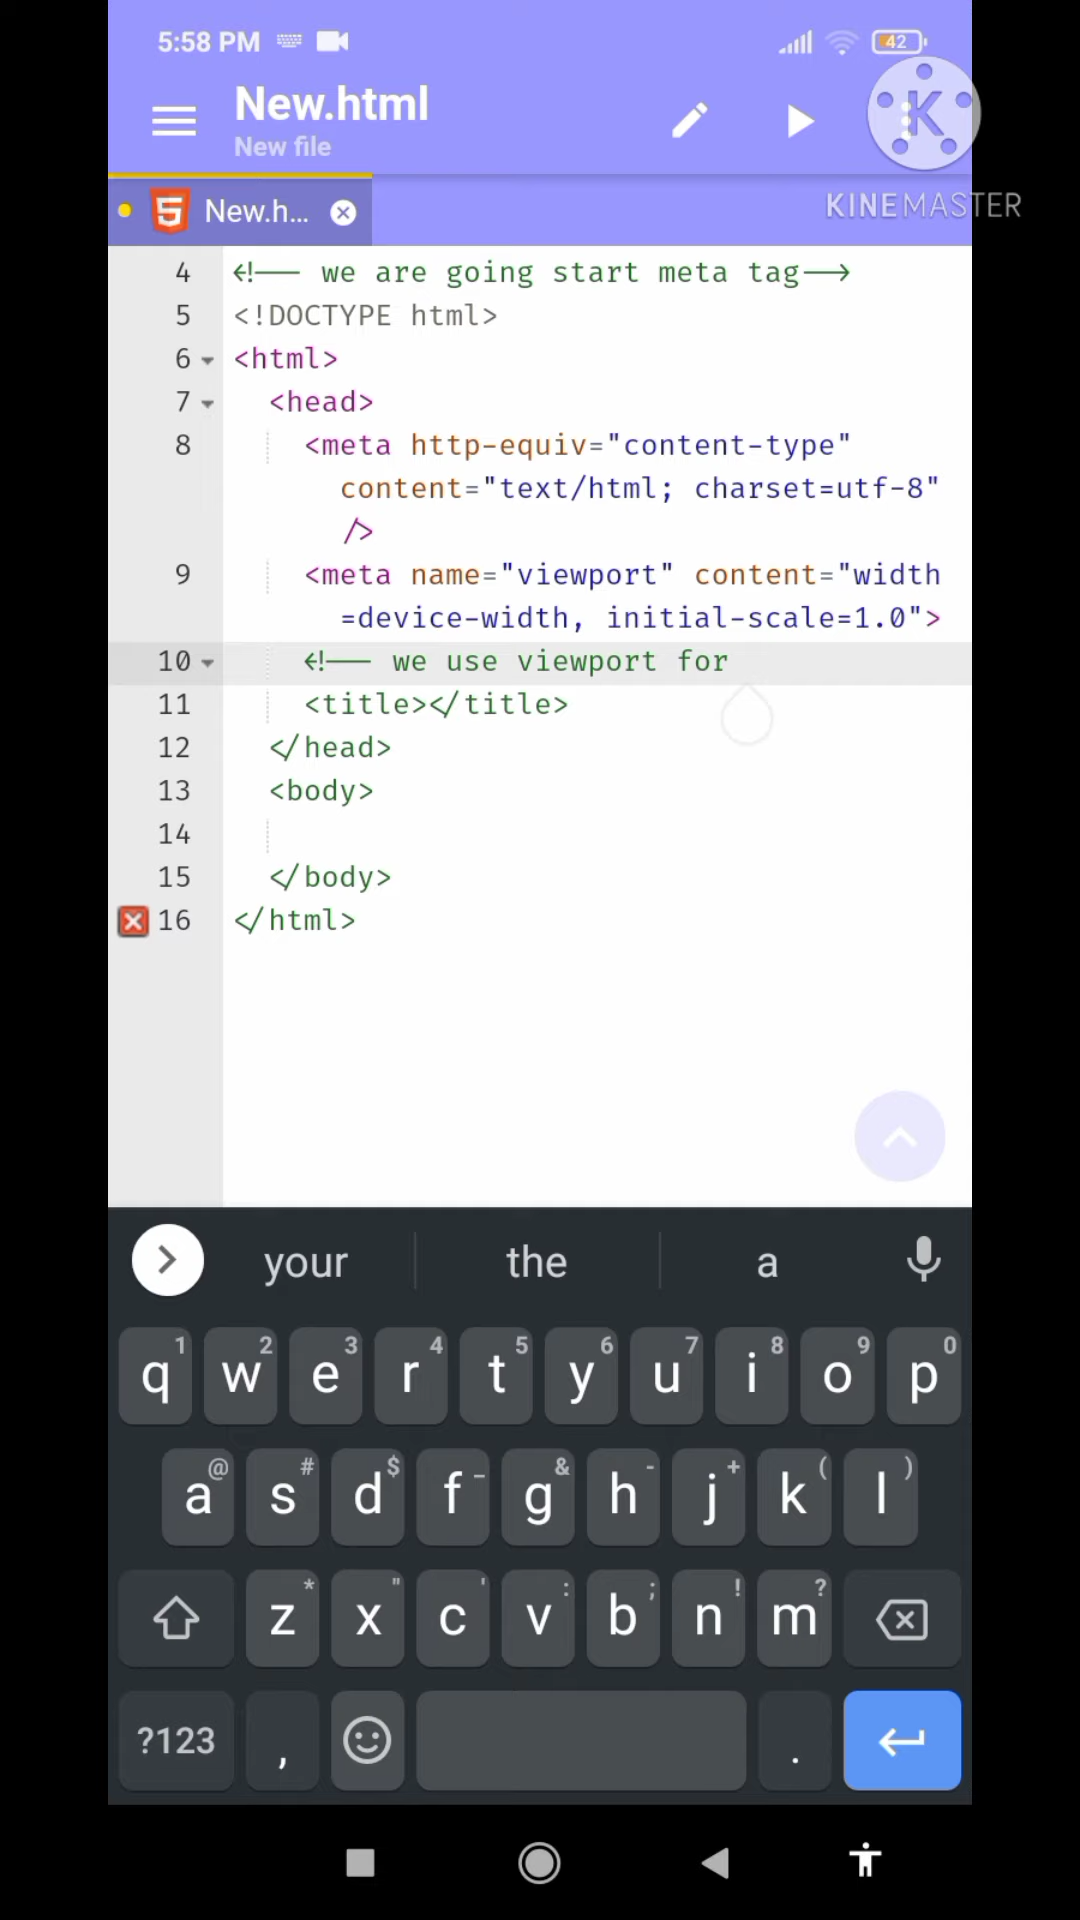 5:58 PM
42
New.html
New file
K
KINEMASTER
5 New.h...
4 <!-- we are going start meta tag-->
5 <!DOCTYPE html>
6 <html>
7 <head>
8 <meta http-equiv="content-type"
content="text/html; charset=utf-8"
/>
9 <meta name="viewport" content="width
=device-width, initial-scale=1.0">
10 <!-- we use viewport for
11 <title></title>
12 </head>
13 <body>
14
15 </body>
16 </html>
your the a
q 1 w 2 e 3 r 4 t 5 y 6 u 7 i 8 o 9 p 0
a @ s # d $ f _ g & h - j + k ( l )
z * x " c ' v : b ; n ! m ?
?123 , .